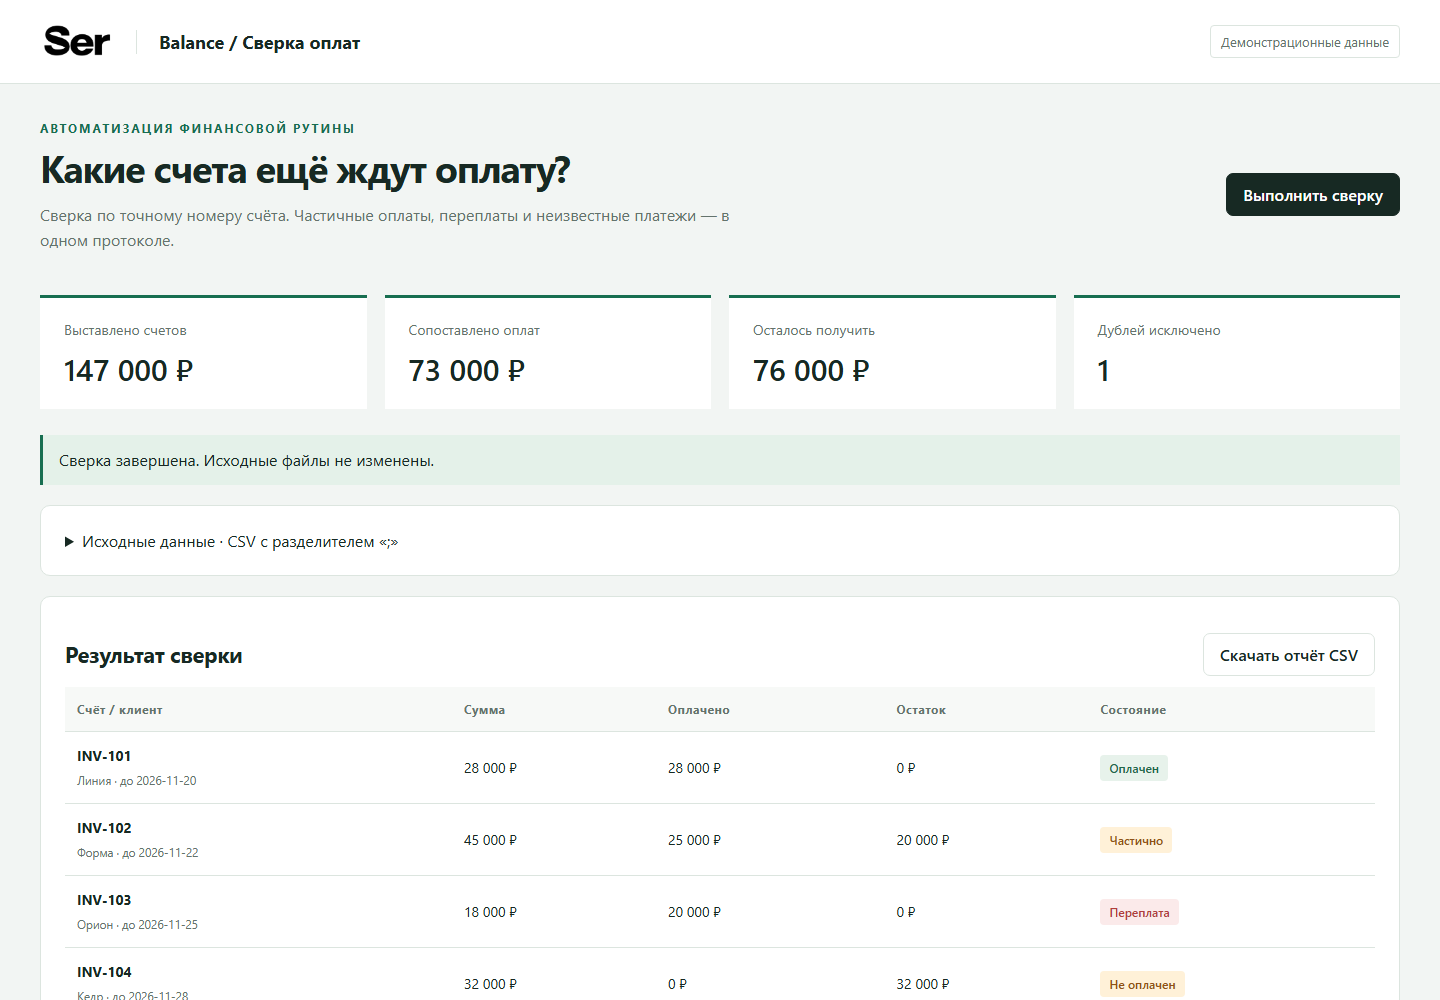 Ser
Balance / Сверка оплат
Демонстрационные данные
АВТОМАТИЗАЦИЯ ФИНАНСОВОЙ РУТИНЫ
Какие счета ещё ждут оплату?
Сверка по точному номеру счёта. Частичные оплаты, переплаты и неизвестные платежи — в
одном протоколе.
Выполнить сверку
Выставлено счетов
147 000 ₽
Сопоставлено оплат
73 000 ₽
Осталось получить
76 000 ₽
Дублей исключено
1
Сверка завершена. Исходные файлы не изменены.
Исходные данные · CSV с разделителем «;»
Результат сверки
Скачать отчёт CSV
Счёт / клиент Сумма Оплачено Остаток Состояние
INV-101
Линия · до 2026-11-20
28 000 ₽ 28 000 ₽ 0 ₽ Оплачен
INV-102
Форма · до 2026-11-22
45 000 ₽ 25 000 ₽ 20 000 ₽ Частично
INV-103
Орион · до 2026-11-25
18 000 ₽ 20 000 ₽ 0 ₽ Переплата
INV-104
Кедр · до 2026-11-28
32 000 ₽ 0 ₽ 32 000 ₽ Не оплачен